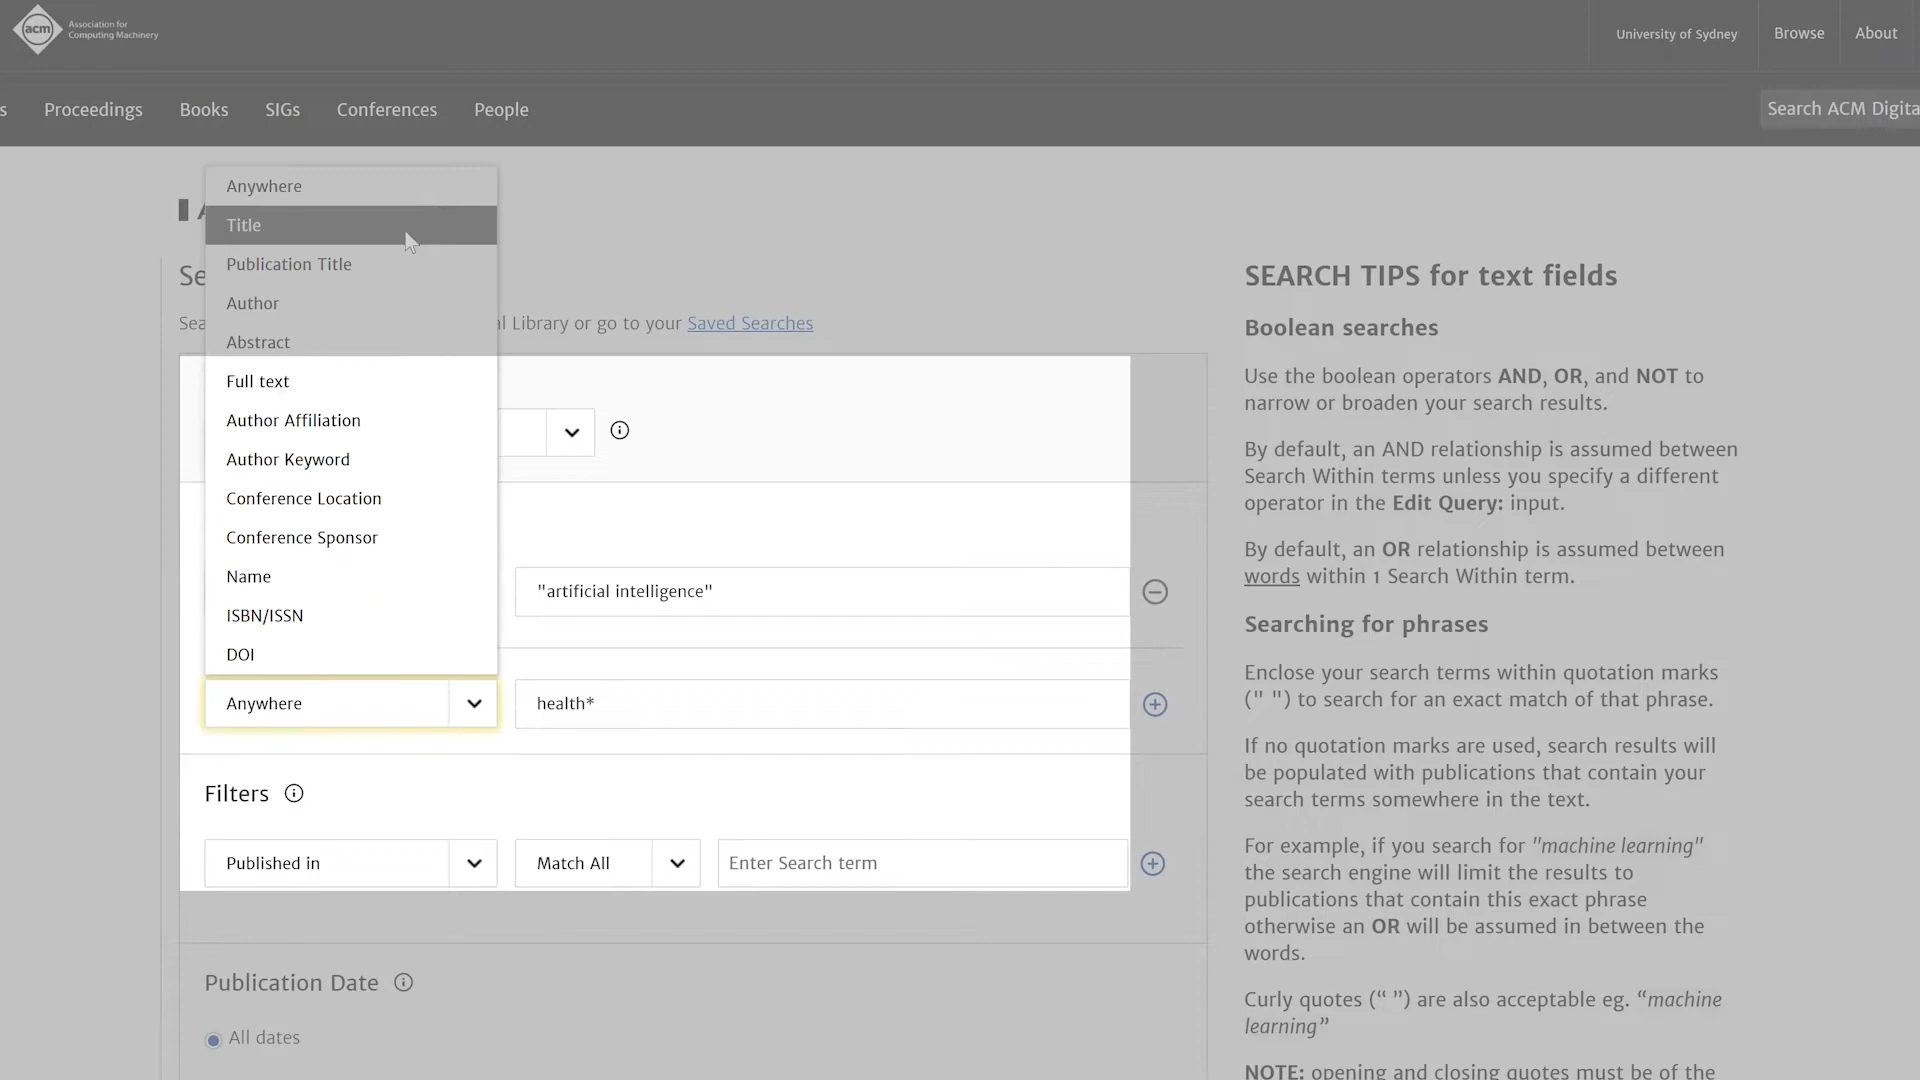 acm
Association for
Computing Machinery
University of Sydney
Browse
About
s
Proceedings
Books
SIGs
Conferences
People
Search ACM Digita
Anywhere
Title
Publication Title
Author
Abstract
Full text
Author Affiliation
Author Keyword
Conference Location
Conference Sponsor
Name
ISBN/ISSN
DOI
A
Se
Sea
al Library or go to your Saved Searches
"artificial intelligence"
Anywhere
health*
Filters
Published in
Match All
Enter Search term
Publication Date
All dates
SEARCH TIPS for text fields
Boolean searches
Use the boolean operators AND, OR, and NOT to
narrow or broaden your search results.
By default, an AND relationship is assumed between
Search Within terms unless you specify a different
operator in the Edit Query: input.
By default, an OR relationship is assumed between
words within 1 Search Within term.
Searching for phrases
Enclose your search terms within quotation marks
(" ") to search for an exact match of that phrase.
If no quotation marks are used, search results will
be populated with publications that contain your
search terms somewhere in the text.
For example, if you search for "machine learning"
the search engine will limit the results to
publications that contain this exact phrase
otherwise an OR will be assumed in between the
words.
Curly quotes (“ ”) are also acceptable eg. “machine
learning”
NOTE: opening and closing quotes must be of the